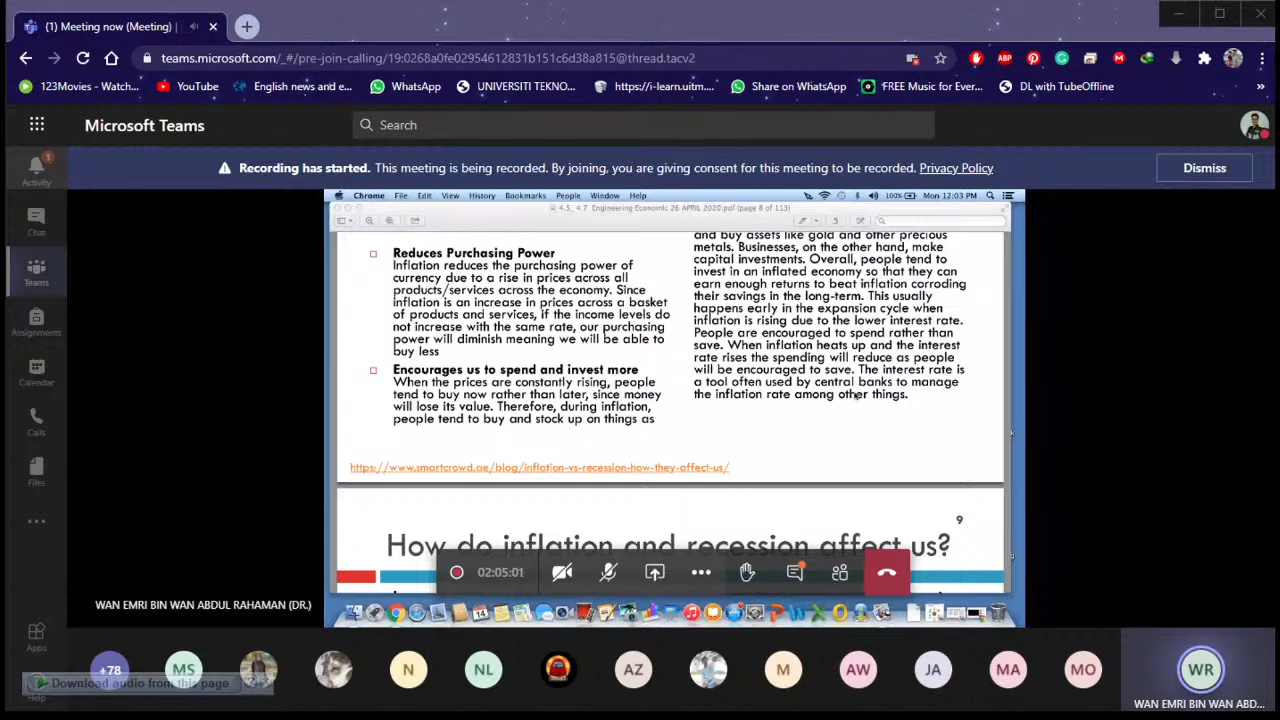 (1) Meeting now (Meeting) |
teams.microsoft.com/_#/pre-join-calling/19:0268a0fe02954612831b151c6d38a815@thread.tacv2
123Movies - Watch...
YouTube
English news and e...
WhatsApp
UNIVERSITI TEKNO...
https://i-learn.uitm....
Share on WhatsApp
FREE Music for Ever...
DL with TubeOffline
»
Microsoft Teams
Search
Recording has started. This meeting is being recorded. By joining, you are giving consent for this meeting to be recorded. Privacy Policy
Dismiss
1
Activity
Chat
Teams
Assignments
Calendar
Calls
Files
Apps
Help
Chrome File Edit View History Bookmarks People Window Help
100% Mon 12:03 PM
4.5_ 4.7 Engineering Economic 26 APRIL 2020.pdf (page 8 of 113)
Reduces Purchasing Power
Inflation reduces the purchasing power of
currency due to a rise in prices across all
products/services across the economy. Since
inflation is an increase in prices across a basket
of products and services, if the income levels do
not increase with the same rate, our purchasing
power will diminish meaning we will be able to
buy less
Encourages us to spend and invest more
When the prices are constantly rising, people
tend to buy now rather than later, since money
will lose its value. Therefore, during inflation,
people tend to buy and stock up on things as
and buy assets like gold and other precious
metals. Businesses, on the other hand, make
capital investments. Overall, people tend to
invest in an inflated economy so that they can
earn enough returns to beat inflation corroding
their savings in the long-term. This usually
happens early in the expansion cycle when
inflation is rising due to the lower interest rate.
People are encouraged to spend rather than
save. When inflation heats up and the interest
rate rises the spending will reduce as people
will be encouraged to save. The interest rate is
a tool often used by central banks to manage
the inflation rate among other things.
https://www.smartcrowd.ae/blog/inflation-vs-recession-how-they-affect-us/
9
How do inflation and recession affect us?
02:05:01
WAN EMRI BIN WAN ABDUL RAHAMAN (DR.)
+78
MS
N
NL
AZ
M
AW
JA
MA
MO
WR
Download audio from this page
WAN EMRI BIN WAN ABD...